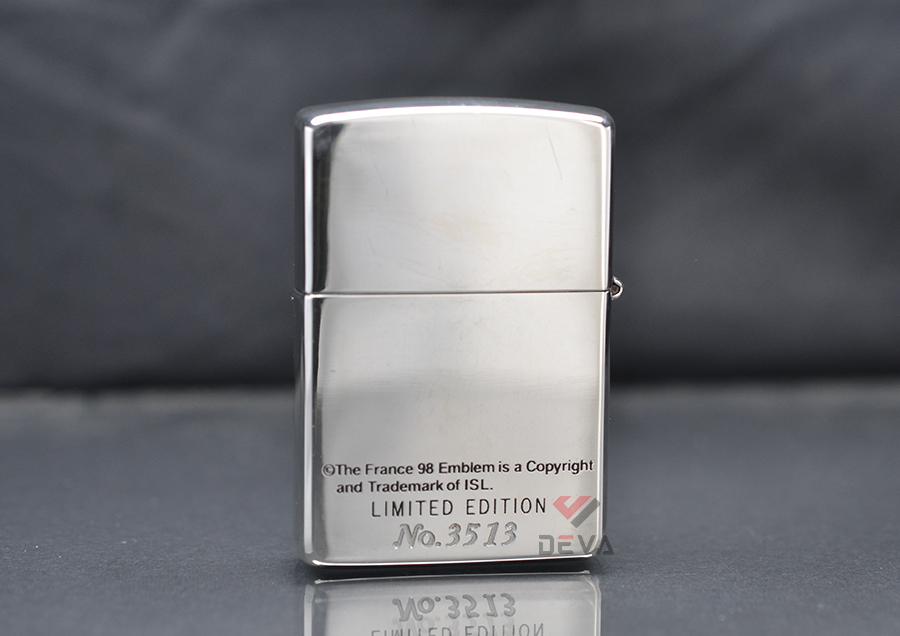 ©The France 98 Emblem is a Copyright
and Trademark of ISL.
LIMITED EDITION
No.3513
DEVA